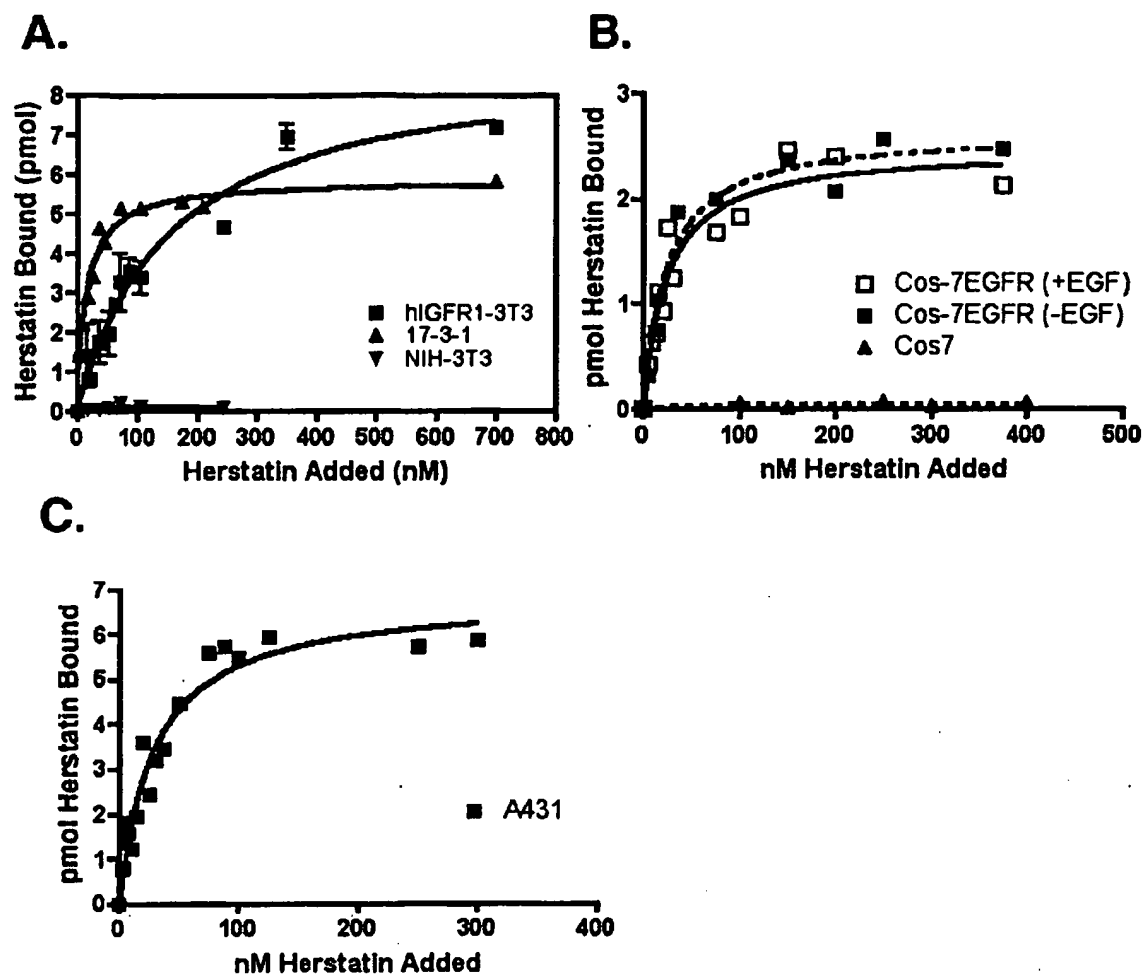 A.
Herstatin Bound (pmol)
8
7
6
5
4
3
2
1
0
hIGFR1-3T3
17-3-1
NIH-3T3
0 100 200 300 400 500 600 700 800
Herstatin Added (nM)
B.
pmol Herstatin Bound
3
2
1
0
Cos-7EGFR (+EGF)
Cos-7EGFR (-EGF)
Cos7
0 100 200 300 400 500
nM Herstatin Added
C.
pmol Herstatin Bound
7
6
5
4
3
2
1
0
A431
0 100 200 300 400
nM Herstatin Added